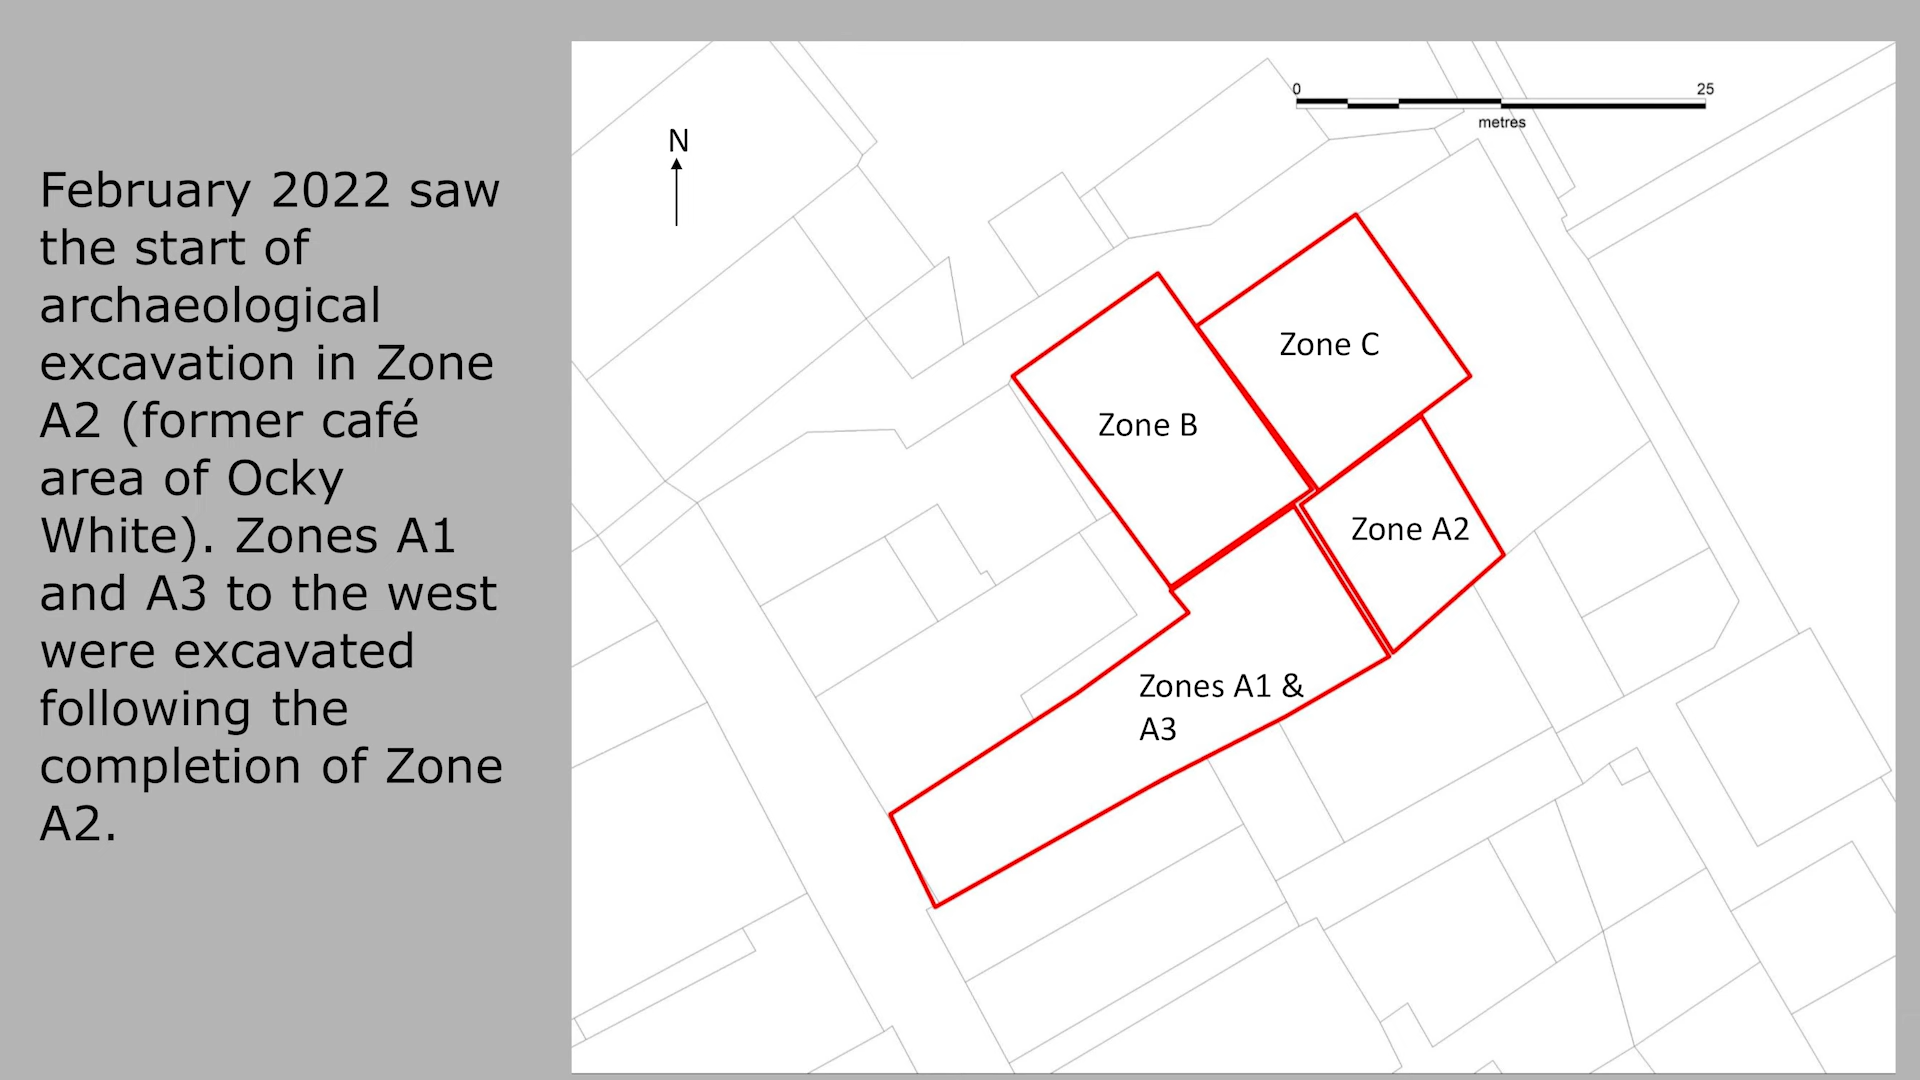 February 2022 saw
the start of
archaeological
excavation in Zone
A2 (former café
area of Ocky
White). Zones A1
and A3 to the west
were excavated
following the
completion of Zone
A2.
N
0 25
metres
Zone C
Zone B
Zone A2
Zones A1 &
A3